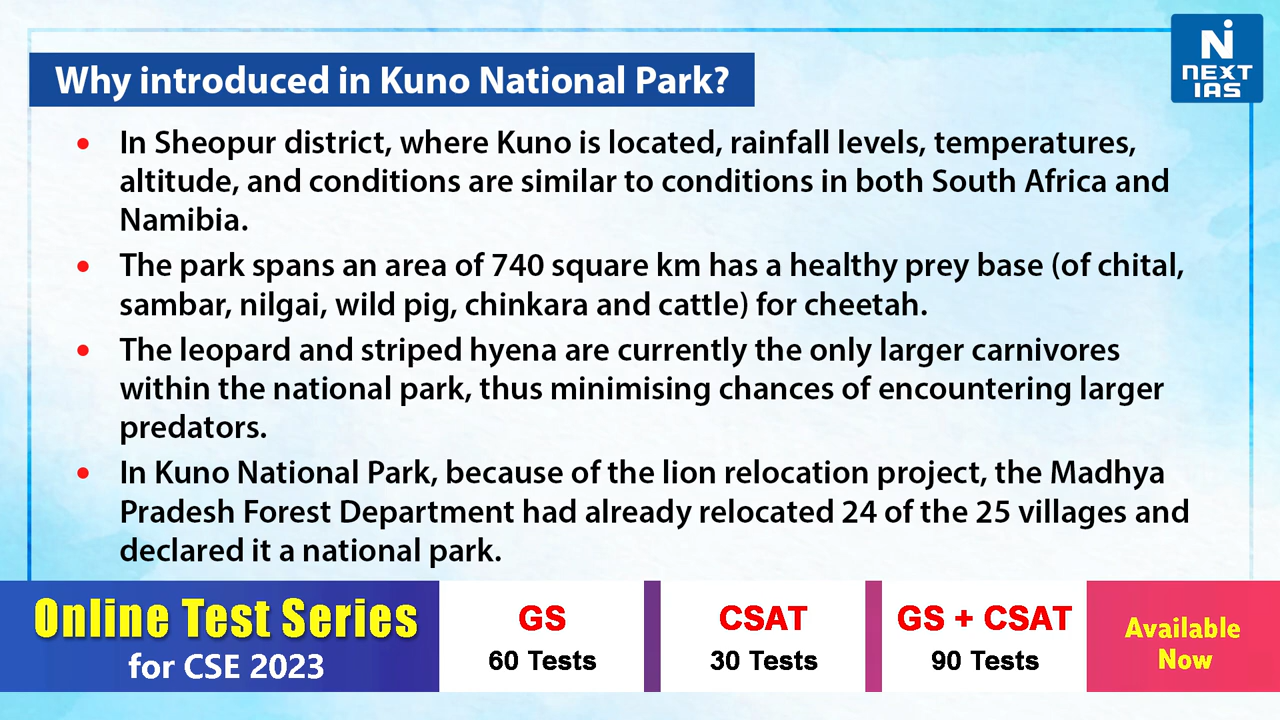 NEXT
IAS
Why introduced in Kuno National Park?
• In Sheopur district, where Kuno is located, rainfall levels, temperatures,
altitude, and conditions are similar to conditions in both South Africa and
Namibia.
• The park spans an area of 740 square km has a healthy prey base (of chital,
sambar, nilgai, wild pig, chinkara and cattle) for cheetah.
• The leopard and striped hyena are currently the only larger carnivores
within the national park, thus minimising chances of encountering larger
predators.
• In Kuno National Park, because of the lion relocation project, the Madhya
Pradesh Forest Department had already relocated 24 of the 25 villages and
declared it a national park.
Online Test Series
for CSE 2023
GS
60 Tests
CSAT
30 Tests
GS + CSAT
90 Tests
Available
Now